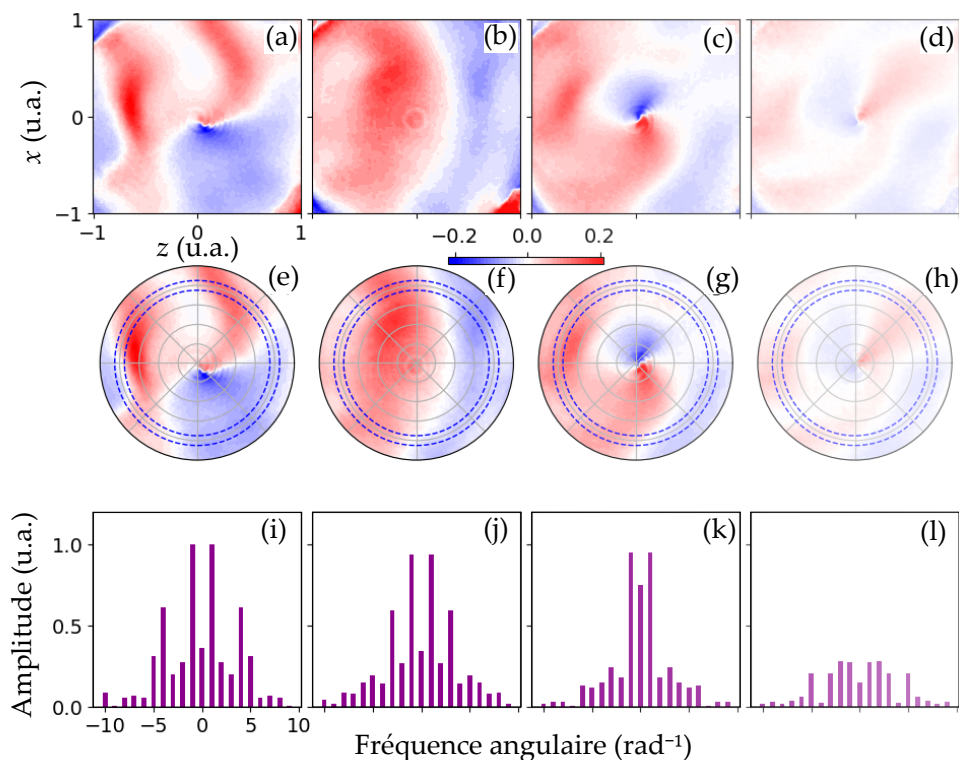 (a) (b) (c) (d)
1
x (u.a.)
0
−1
−1 0 1
z (u.a.)
−0.2 0.0 0.2
(e) (f) (g) (h)
(i) (j) (k) (l)
Amplitude (u.a.)
1.0
0.5
0.0
−10 −5 0 5 10
Fréquence angulaire (rad⁻¹)